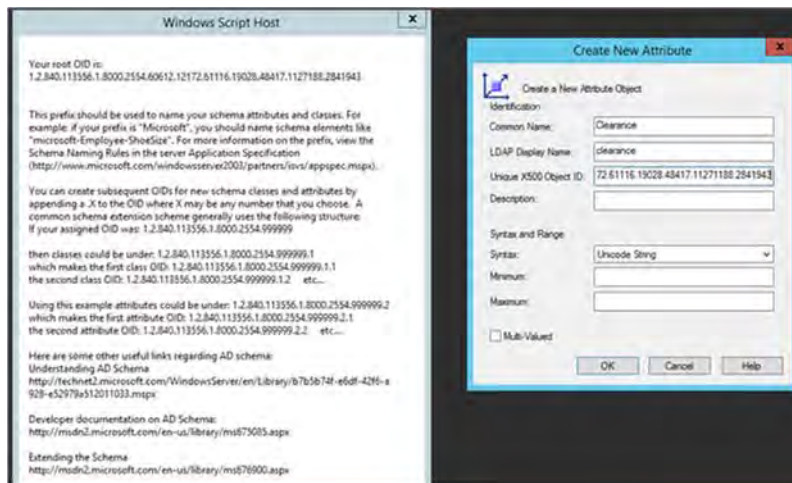 Windows Script Host
x
Your root OID is:
1.2.840.113556.1.8000.2554.60612.12172.61116.19028.48417.1127188.2841943
This prefix should be used to name your schema attributes and classes. For
example: if your prefix is "Microsoft", you should name schema elements like
"microsoft-Employee-ShoeSize". For more information on the prefix, view the
Schema Naming Rules in the server Application Specification
(http://www.microsoft.com/windowsserver2003/partners/isvs/appspec.mspx).
You can create subsequent OIDs for new schema classes and attributes by
appending a .X to the OID where X may be any number that you choose. A
common schema extension scheme generally uses the following structure:
If your assigned OID was: 1.2.840.113556.1.8000.2554.999999
then classes could be under: 1.2.840.113556.1.8000.2554.999999.1
which makes the first class OID: 1.2.840.113556.1.8000.2554.999999.1.1
the second class OID: 1.2.840.113556.1.8000.2554.999999.1.2 etc...
Using this example attributes could be under: 1.2.840.113556.1.8000.2554.999999.2
which makes the first attribute OID: 1.2.840.113556.1.8000.2554.999999.2.1
the second attribute OID: 1.2.840.113556.1.8000.2554.999999.2.2 etc...
Here are some other useful links regarding AD schema:
Understanding AD Schema
http://technet2.microsoft.com/WindowsServer/en/Library/b7b5b74f-e6df-42f6-a
928-e52979a512011033.mspx
Developer documentation on AD Schema:
http://msdn2.microsoft.com/en-us/library/ms675085.aspx
Extending the Schema
http://msdn2.microsoft.com/en-us/library/ms676900.aspx
Create New Attribute
x
Create a New Attribute Object
Identification
Common Name: Clearance
LDAP Display Name: clearance
Unique X500 Object ID: 72.61116.19028.48417.11271188.2841943
Description:
Syntax and Range
Syntax: Unicode String
Minimum:
Maximum:
Multi-Valued
OK Cancel Help